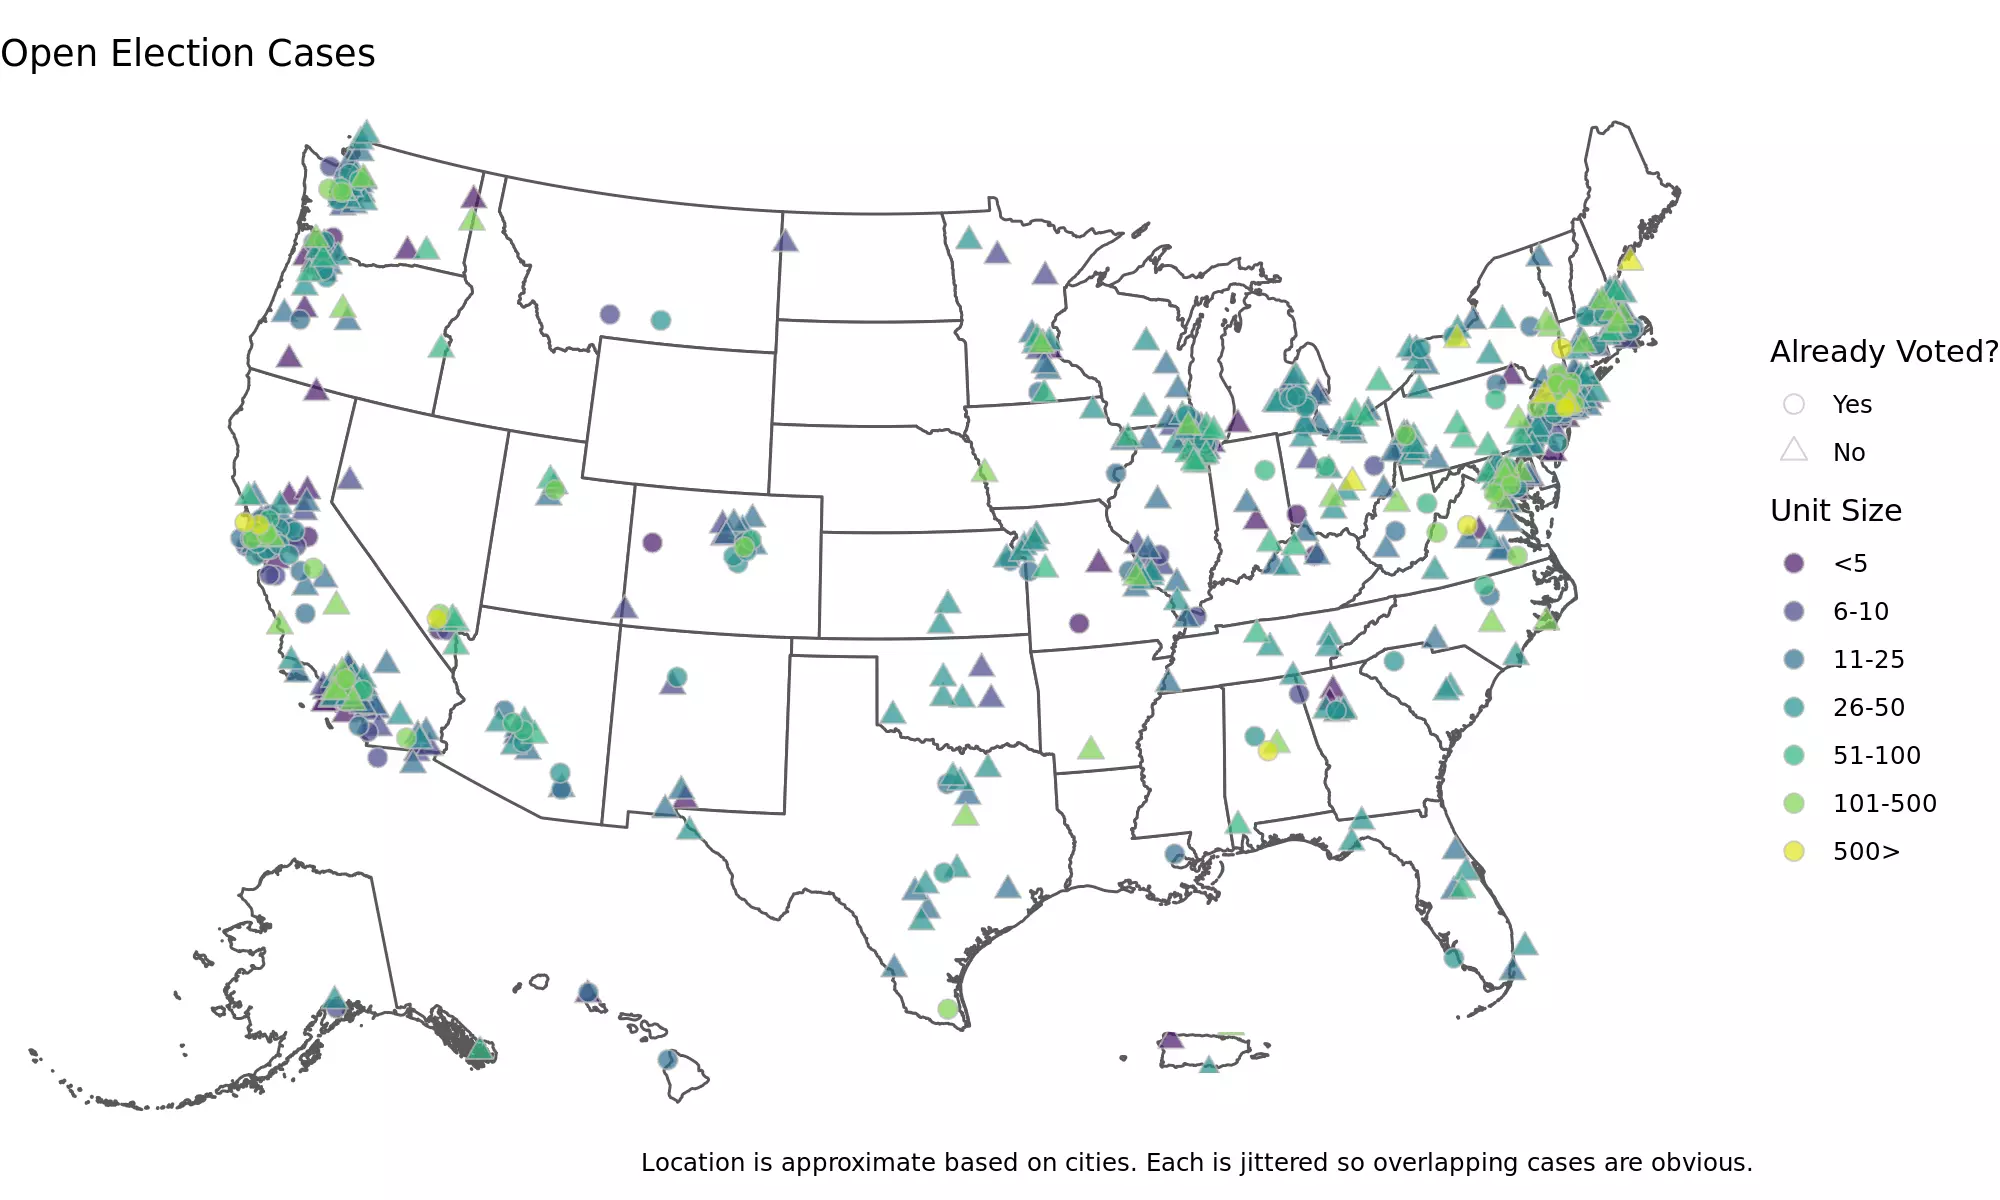 Open Election Cases
Already Voted?
Yes
No
Unit Size
<5
6-10
11-25
26-50
51-100
101-500
500>
Location is approximate based on cities. Each is jittered so overlapping cases are obvious.